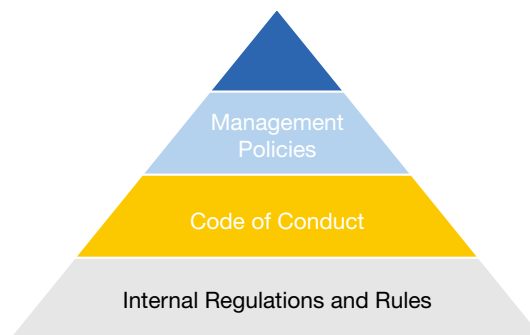 Management
Policies
Code of Conduct
Internal Regulations and Rules